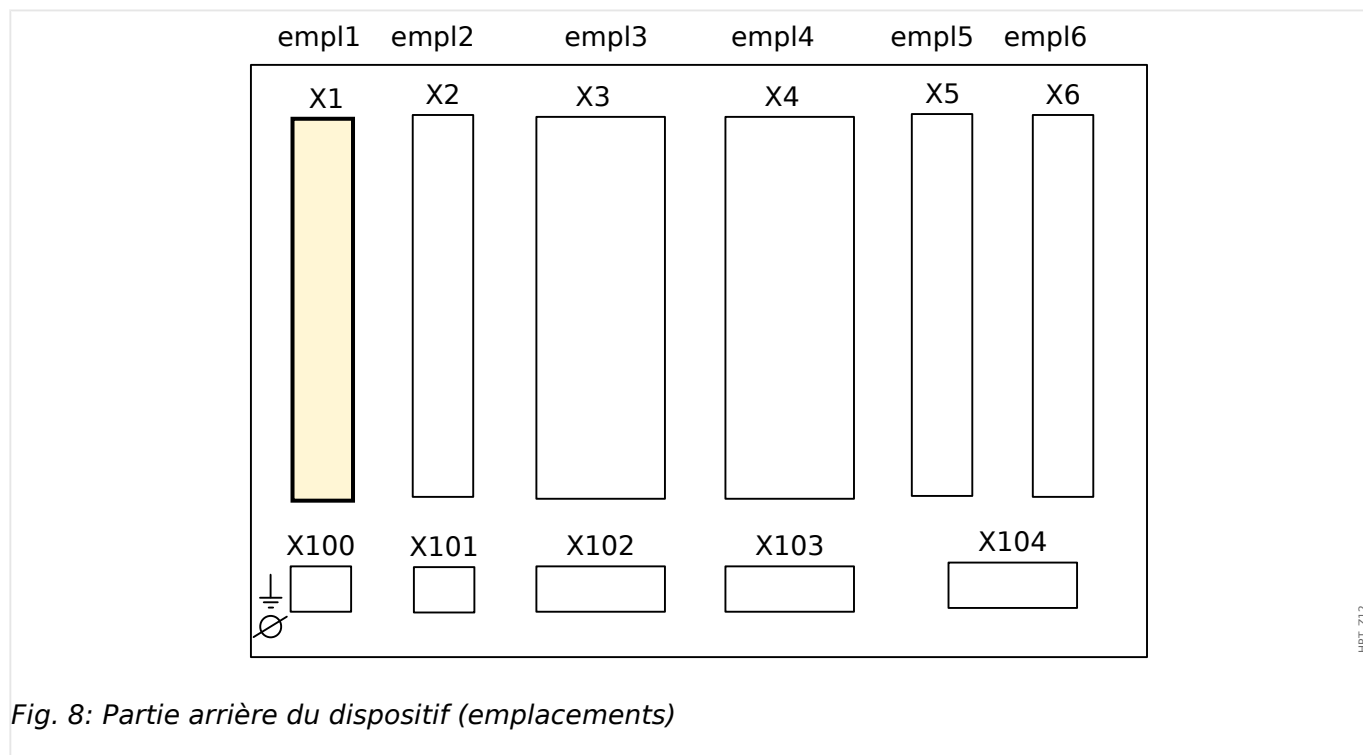 empl1 empl2 empl3 empl4 empl5 empl6
X1 X2 X3 X4 X5 X6
X100 X101 X102 X103 X104
Fig. 8: Partie arrière du dispositif (emplacements)